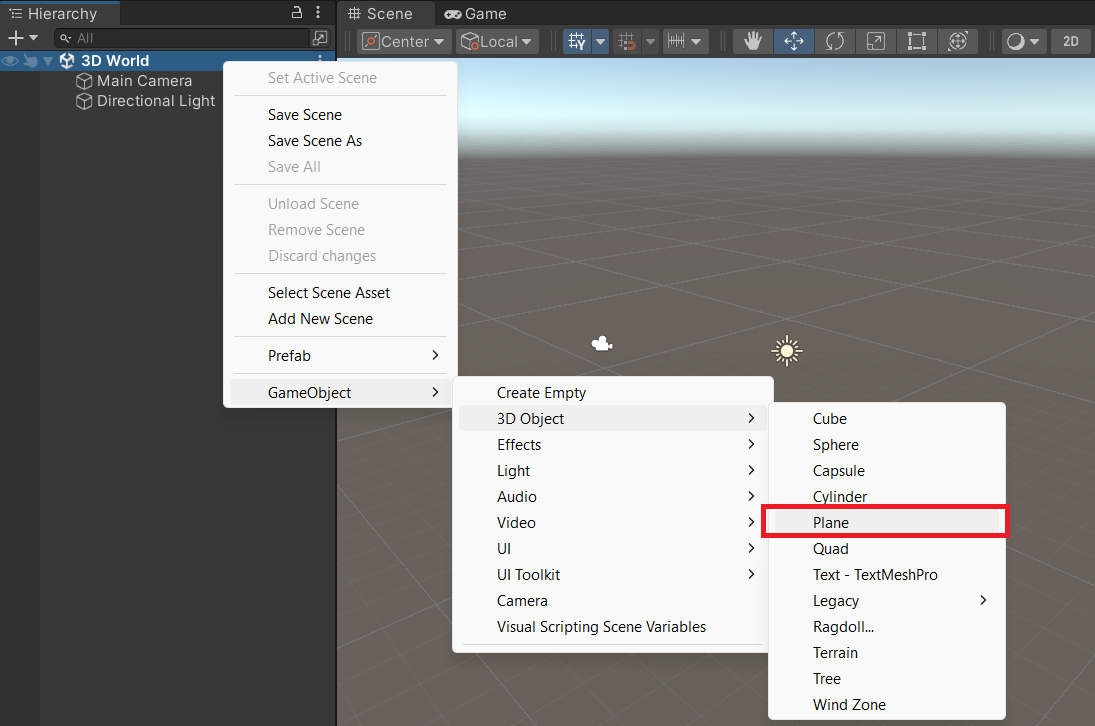 Hierarchy
Scene
Game
All
Center
Local
2D
3D World
Main Camera
Directional Light
Set Active Scene
Save Scene
Save Scene As
Save All
Unload Scene
Remove Scene
Discard changes
Select Scene Asset
Add New Scene
Prefab
GameObject
Create Empty
3D Object
Effects
Light
Audio
Video
UI
UI Toolkit
Camera
Visual Scripting Scene Variables
Cube
Sphere
Capsule
Cylinder
Plane
Quad
Text - TextMeshPro
Legacy
Ragdoll...
Terrain
Tree
Wind Zone